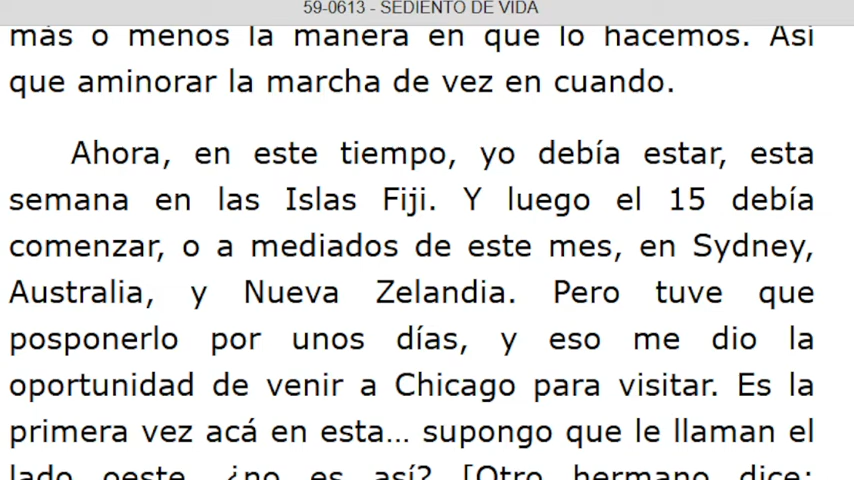 59-0613 - SEDIENTO DE VIDA
más o menos la manera en que lo hacemos. Así
que aminorar la marcha de vez en cuando.
Ahora, en este tiempo, yo debía estar, esta
semana en las Islas Fiji. Y luego el 15 debía
comenzar, o a mediados de este mes, en Sydney,
Australia, y Nueva Zelandia. Pero tuve que
posponerlo por unos días, y eso me dio la
oportunidad de venir a Chicago para visitar. Es la
primera vez acá en esta... supongo que le llaman el
lado oeste, ¿no es así? [Otro hermano dice: